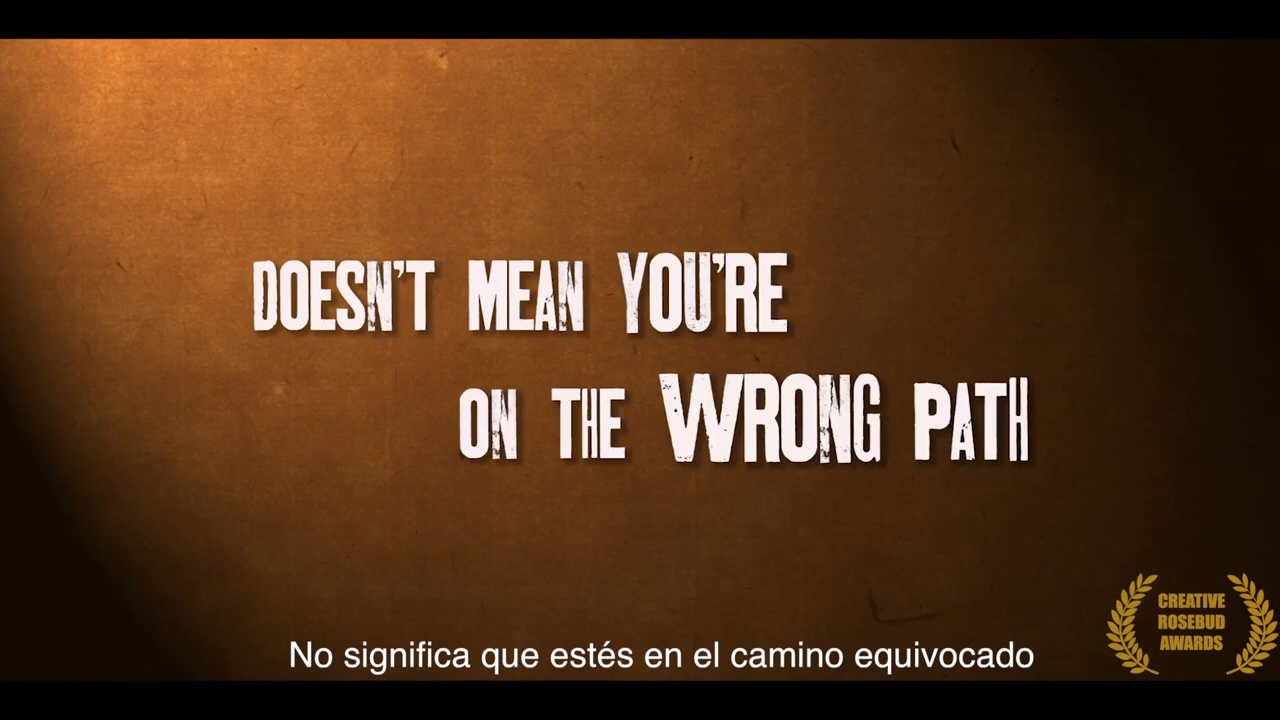 DOESN'T MEAN YOU'RE
ON THE WRONG PATH
CREATIVE
ROSEBUD
AWARDS
No significa que estés en el camino equivocado